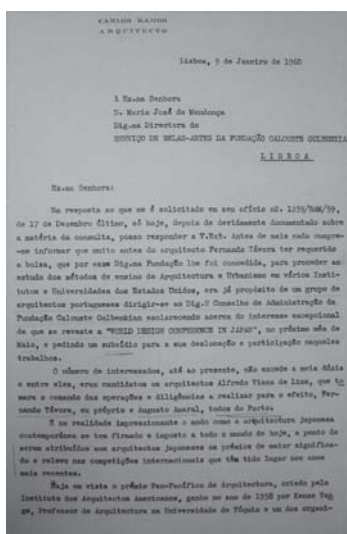 CARLOS RAMOS
ARQUITECTO
Lisboa, 9 de Janeiro de 1960
À Ex.ma Senhora
D. Maria José de Mendonça
Dig.ma Directora do
SERVIÇO DE BELAS-ARTES DA FUNDAÇÃO CALOUSTE GULBENKIAN
L I S B O A
Ex.ma Senhora:
Em resposta ao que me é solicitado em seu ofício nº. 1239/BAM/59,
de 17 de Dezembro último, só hoje, depois de devidamente documentado sobre
a matéria da consulta, posso responder a V.Exª. Antes de mais nada cumpre-
-me informar que muito antes do arquitecto Fernando Távora ter requerido
a bolsa, que por essa Dig.ma Fundação lhe foi concedida, para proceder ao
estudo dos métodos de ensino de Arquitectura e Urbanismo em vários Insti-
tutos e Universidades dos Estados Unidos, era já propósito de um grupo de
arquitectos portugueses dirigir-se ao Dig.º Conselho de Administração da
Fundação Calouste Gulbenkian esclarecendo acerca do interesse excepcional
de que se reveste a "WORLD DESIGN CONFERENCE IN JAPAN", no próximo mês de
Maio, e pedindo um subsídio para a sua deslocação e participação naqueles
trabalhos.
O número de interessados, até ao presente, não excede a meia dúzia
e entre eles, eram candidatos os arquitectos Alfredo Viana de Lima, que to
mara o comando das operações e diligências a realizar para o efeito, Fer-
nando Távora, eu próprio e Augusto Amaral, todos do Porto.
É na realidade impressionante o modo como a arquitectura japonesa
contemporânea se tem firmado e imposto a todo o mundo de hoje, a ponto de
serem atribuídos aos arquitectos japoneses os prémios de maior significa-
do e relevo nas competições internacionais que têm tido lugar nos anos
mais recentes.
Haja em vista o prémio Pan-Pacífico de Arquitectura, criado pelo
Instituto dos Arquitectos Americanos, ganho no ano de 1958 por Kenzo Tan
ge, Professor de Arquitectura na Universidade de Tóquio e um dos organi-